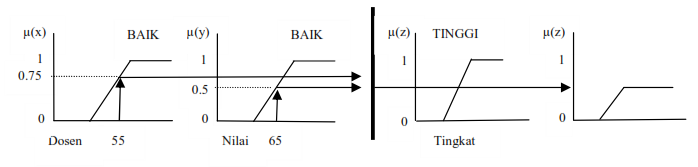 μ(x) BAIK μ(y) BAIK μ(z) TINGGI μ(z)
1 1 1 1
0.75
0.5
0 0 0 0
Dosen 55 Nilai 65 Tingkat